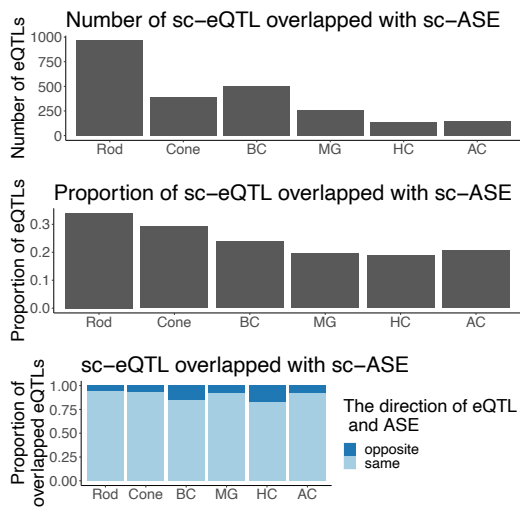 Number of sc-eQTL overlapped with sc-ASE
Number of eQTLs
1000
750
500
250
0
Rod Cone BC MG HC AC
Proportion of sc-eQTL overlapped with sc-ASE
Proportion of eQTLs
0.3
0.2
0.1
0.0
Rod Cone BC MG HC AC
sc-eQTL overlapped with sc-ASE
Proportion of
overlapped eQTLs
1.00
0.75
0.50
0.25
0.00
Rod Cone BC MG HC AC
The direction of eQTL
and ASE
opposite
same